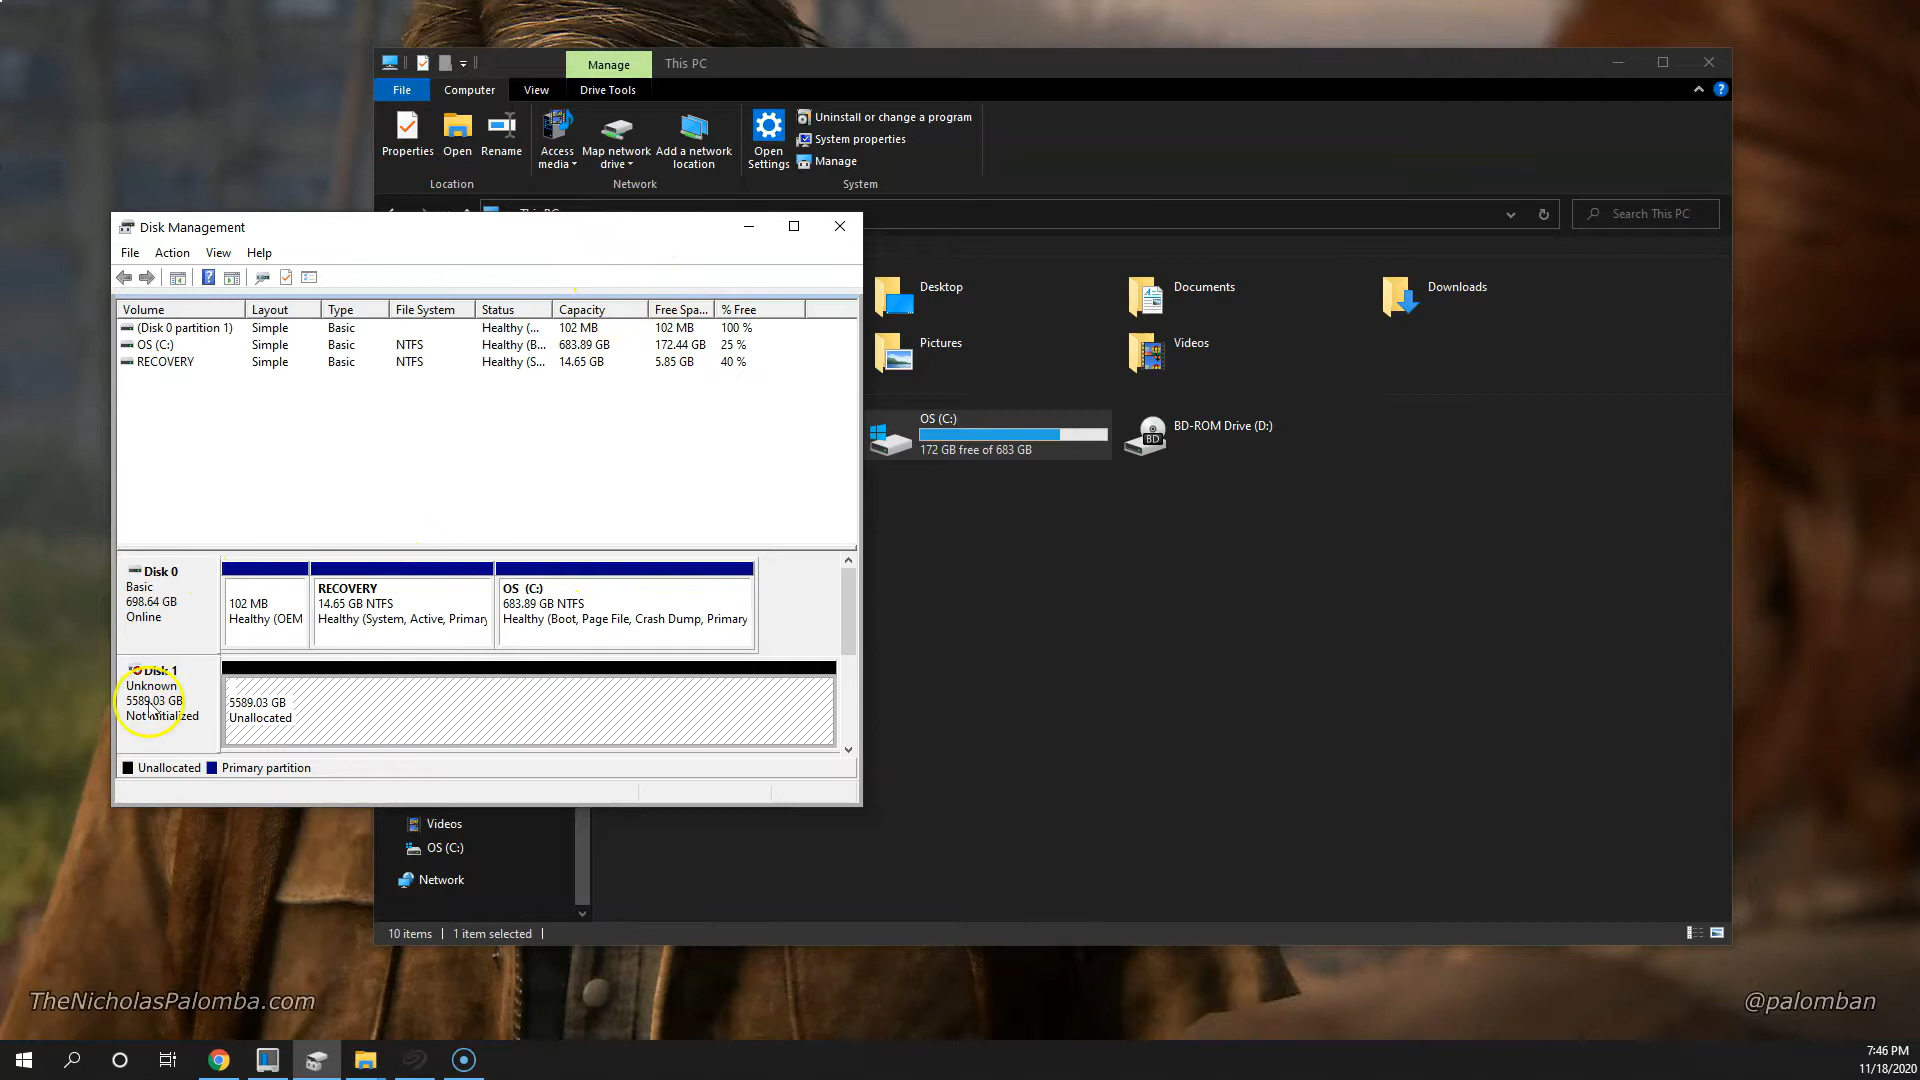 Manage This PC
File Computer View Drive Tools
Properties Open Rename Access media Map network drive Add a network location Open Settings
Uninstall or change a program
System properties
Manage
Location Network System
Search This PC
Disk Management
File Action View Help
Volume Layout Type File System Status Capacity Free Spa... % Free
(Disk 0 partition 1) Simple Basic Healthy (... 102 MB 102 MB 100 %
OS (C:) Simple Basic NTFS Healthy (B... 683.89 GB 172.44 GB 25 %
RECOVERY Simple Basic NTFS Healthy (S... 14.65 GB 5.85 GB 40 %
Desktop Documents Downloads
Pictures Videos
OS (C:)
172 GB free of 683 GB
BD-ROM Drive (D:)
BD
Disk 0
Basic
698.64 GB
Online
102 MB
Healthy (OEM
RECOVERY
14.65 GB NTFS
Healthy (System, Active, Primary
OS (C:)
683.89 GB NTFS
Healthy (Boot, Page File, Crash Dump, Primary
Disk 1
Unknown
5589.03 GB
Not Initialized
5589.03 GB
Unallocated
Unallocated Primary partition
Videos
OS (C:)
Network
10 items 1 item selected
TheNicholasPalomba.com
@palomban
7:46 PM
11/18/2020